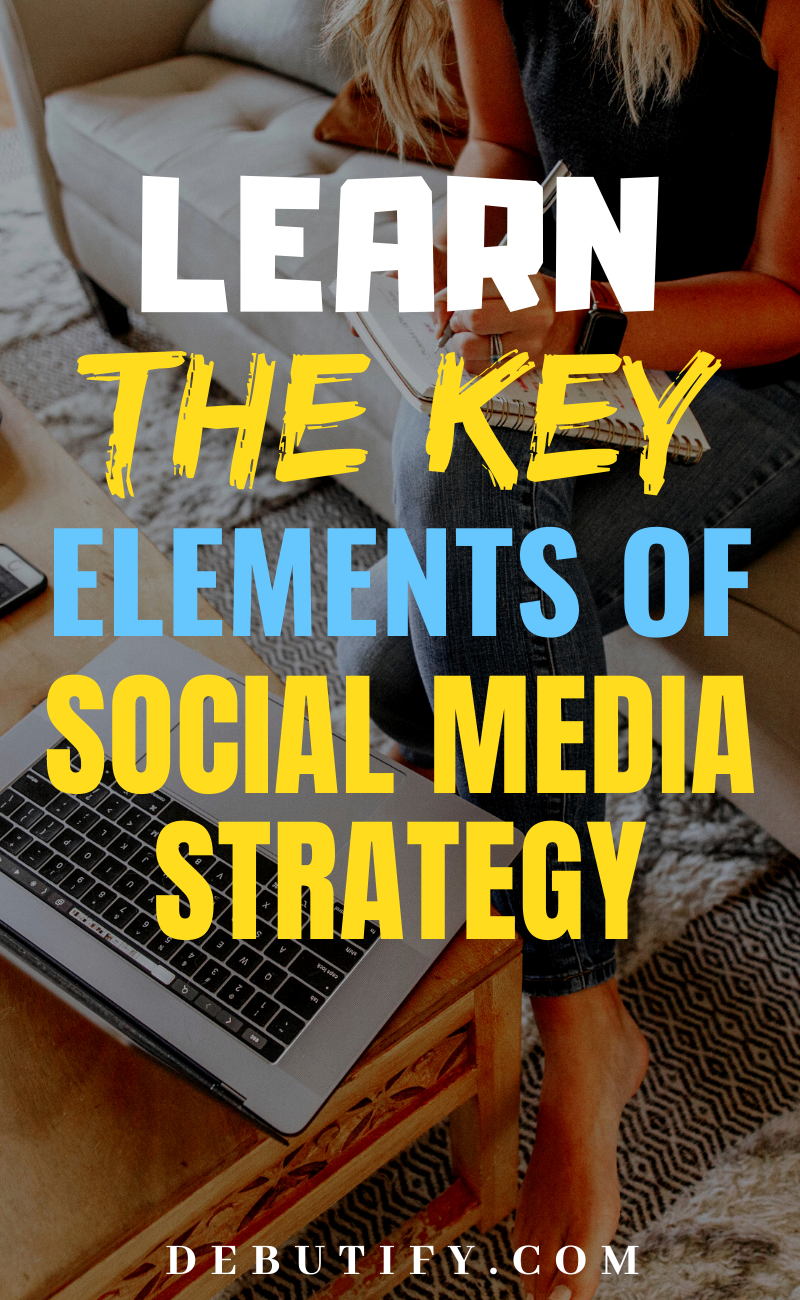 LEARN
THE KEY
ELEMENTS OF
SOCIAL MEDIA
STRATEGY
DEBUTIFY.COM